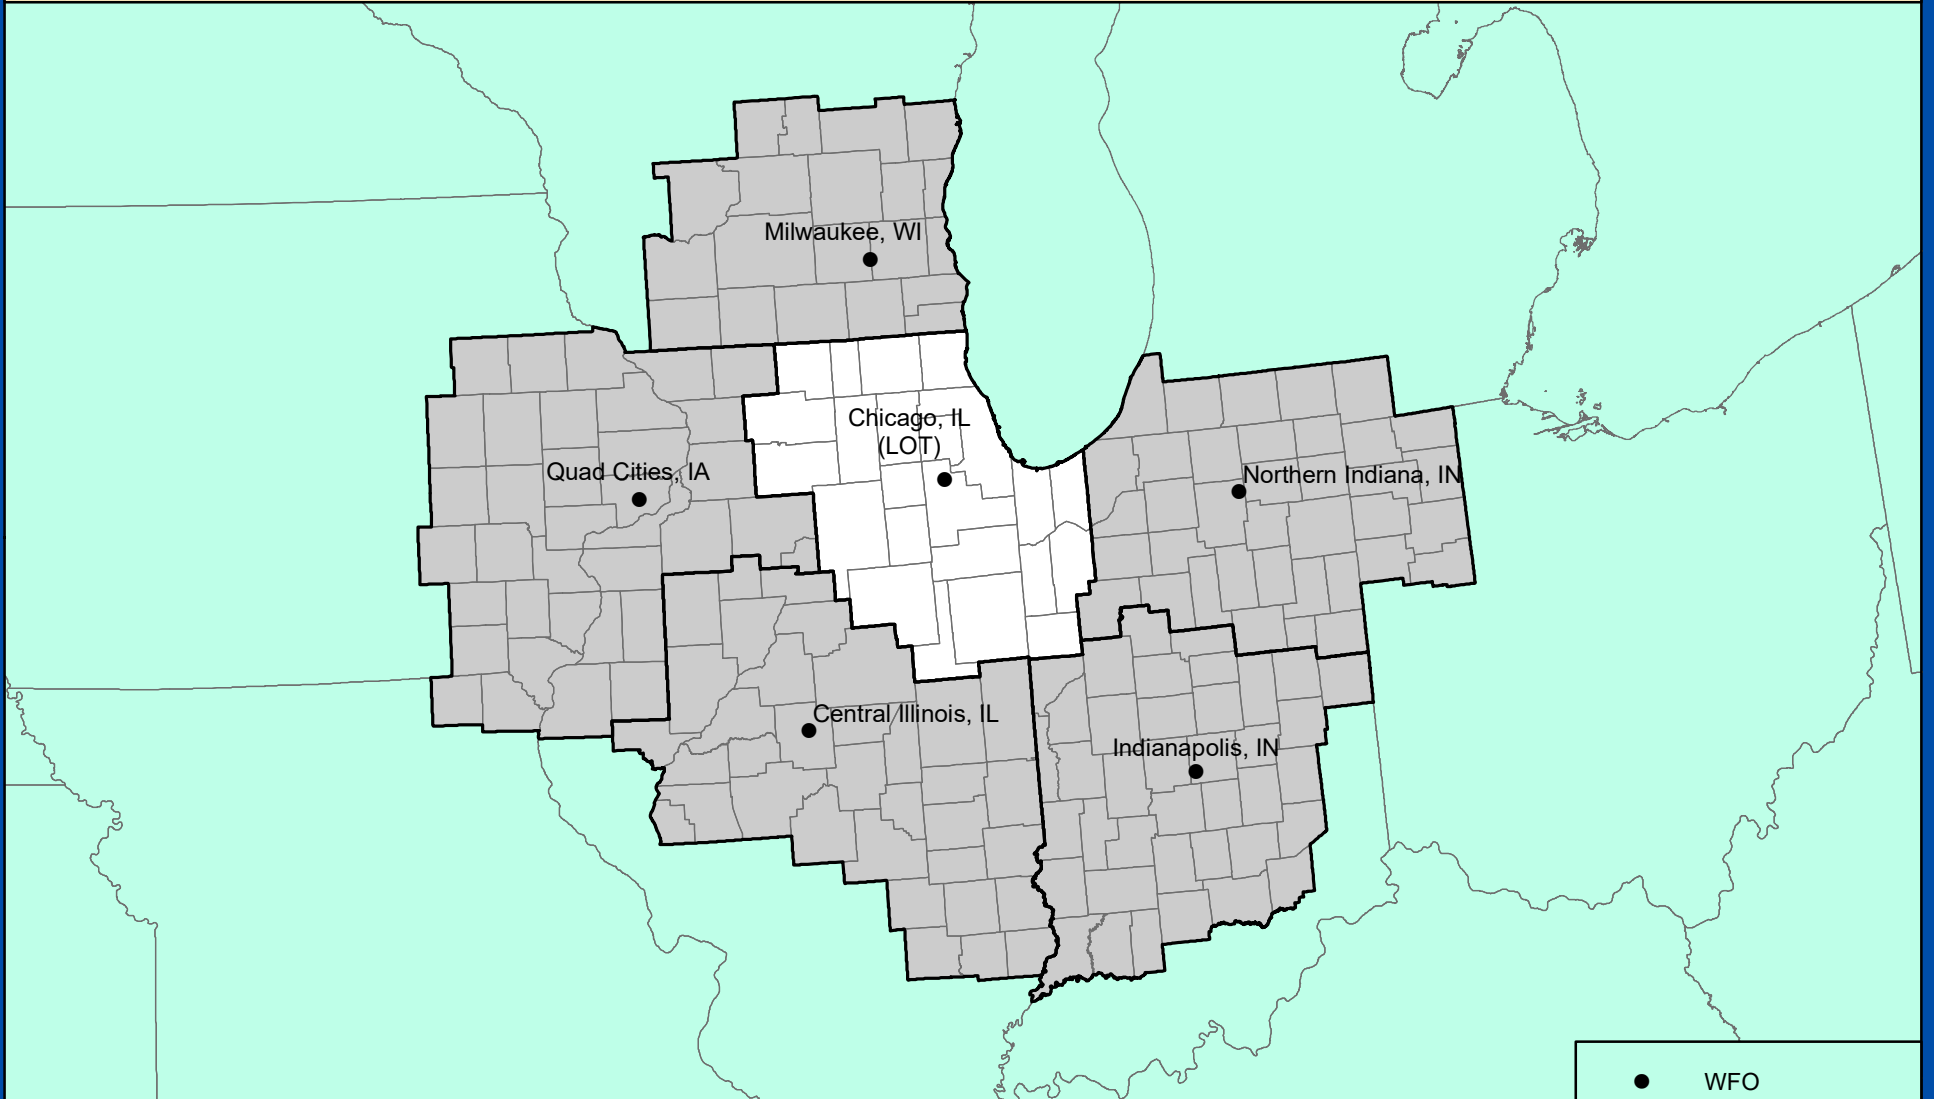 Milwaukee, WI
Chicago, IL
(LOT)
Quad Cities, IA
Northern Indiana, IN
Central Illinois, IL
Indianapolis, IN
WFO